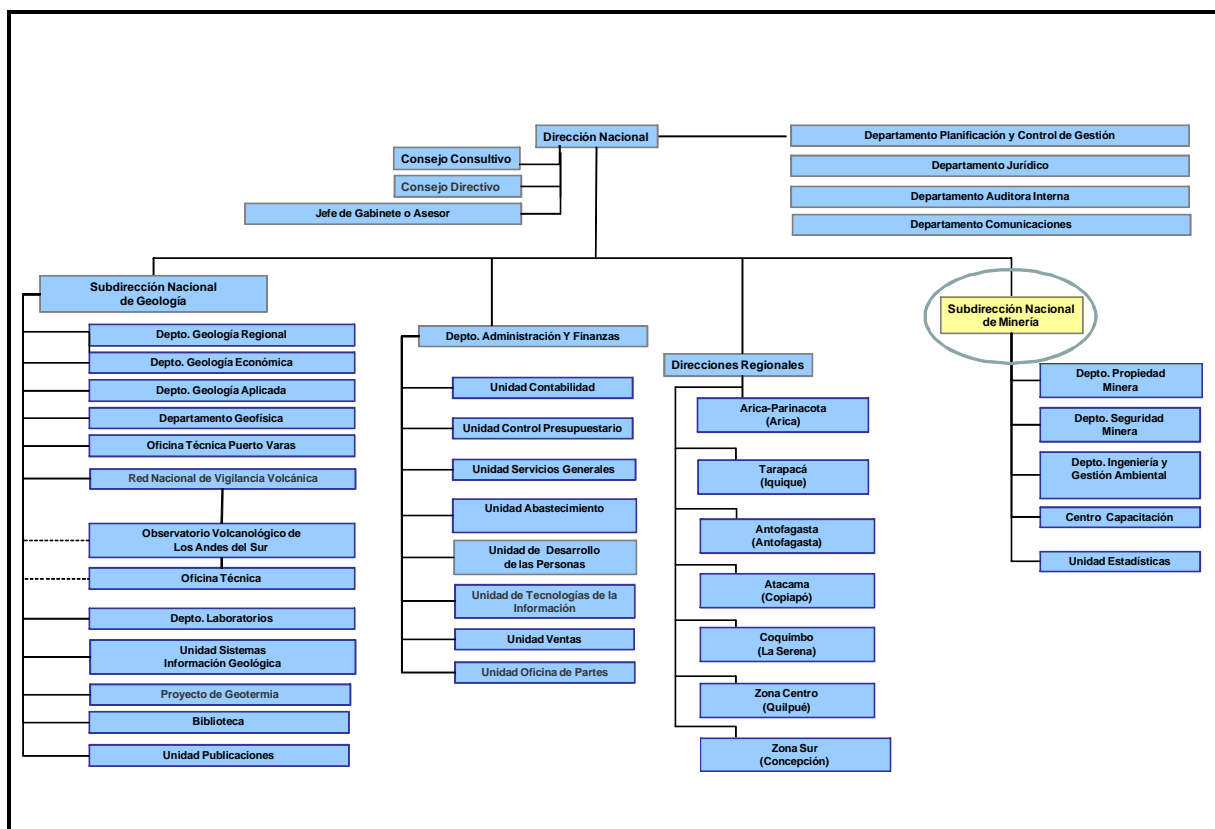 Dirección Nacional
Departamento Planificación y Control de Gestión
Consejo Consultivo
Departamento Jurídico
Consejo Directivo
Departamento Auditora Interna
Jefe de Gabinete o Asesor
Departamento Comunicaciones
Subdirección Nacional
de Geología
Depto. Geología Regional
Depto. Geología Económica
Depto. Geología Aplicada
Departamento Geofísica
Oficina Técnica Puerto Varas
Red Nacional de Vigilancia Volcánica
Observatorio Volcanológico de
Los Andes del Sur
Oficina Técnica
Depto. Laboratorios
Unidad Sistemas
Información Geológica
Proyecto de Geotermia
Biblioteca
Unidad Publicaciones
Depto. Administración Y Finanzas
Unidad Contabilidad
Unidad Control Presupuestario
Unidad Servicios Generales
Unidad Abastecimiento
Unidad de Desarrollo
de las Personas
Unidad de Tecnologías de la
Información
Unidad Ventas
Unidad Oficina de Partes
Direcciones Regionales
Arica-Parinacota
(Arica)
Tarapacá
(Iquique)
Antofagasta
(Antofagasta)
Atacama
(Copiapó)
Coquimbo
(La Serena)
Zona Centro
(Quilpué)
Zona Sur
(Concepción)
Subdirección Nacional
de Minería
Depto. Propiedad
Minera
Depto. Seguridad
Minera
Depto. Ingeniería y
Gestión Ambiental
Centro Capacitación
Unidad Estadísticas